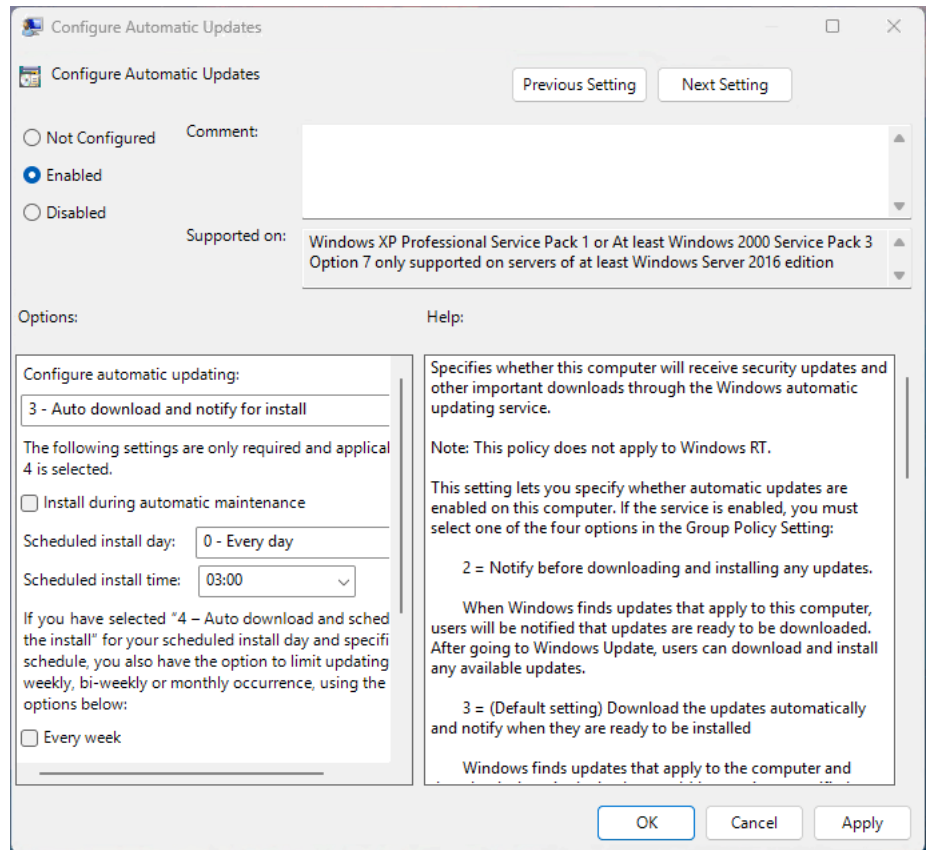 Configure Automatic Updates
Configure Automatic Updates
Previous Setting
Next Setting
Not Configured
Enabled
Disabled
Comment:
Supported on:
Windows XP Professional Service Pack 1 or At least Windows 2000 Service Pack 3
Option 7 only supported on servers of at least Windows Server 2016 edition
Options:
Help:
Configure automatic updating:
3 - Auto download and notify for install
The following settings are only required and applical
4 is selected.
Install during automatic maintenance
Scheduled install day:
0 - Every day
Scheduled install time:
03:00
If you have selected “4 – Auto download and sched
the install” for your scheduled install day and specifi
schedule, you also have the option to limit updating
weekly, bi-weekly or monthly occurrence, using the
options below:
Every week
Specifies whether this computer will receive security updates and
other important downloads through the Windows automatic
updating service.
Note: This policy does not apply to Windows RT.
This setting lets you specify whether automatic updates are
enabled on this computer. If the service is enabled, you must
select one of the four options in the Group Policy Setting:
2 = Notify before downloading and installing any updates.
When Windows finds updates that apply to this computer,
users will be notified that updates are ready to be downloaded.
After going to Windows Update, users can download and install
any available updates.
3 = (Default setting) Download the updates automatically
and notify when they are ready to be installed
Windows finds updates that apply to the computer and
OK
Cancel
Apply